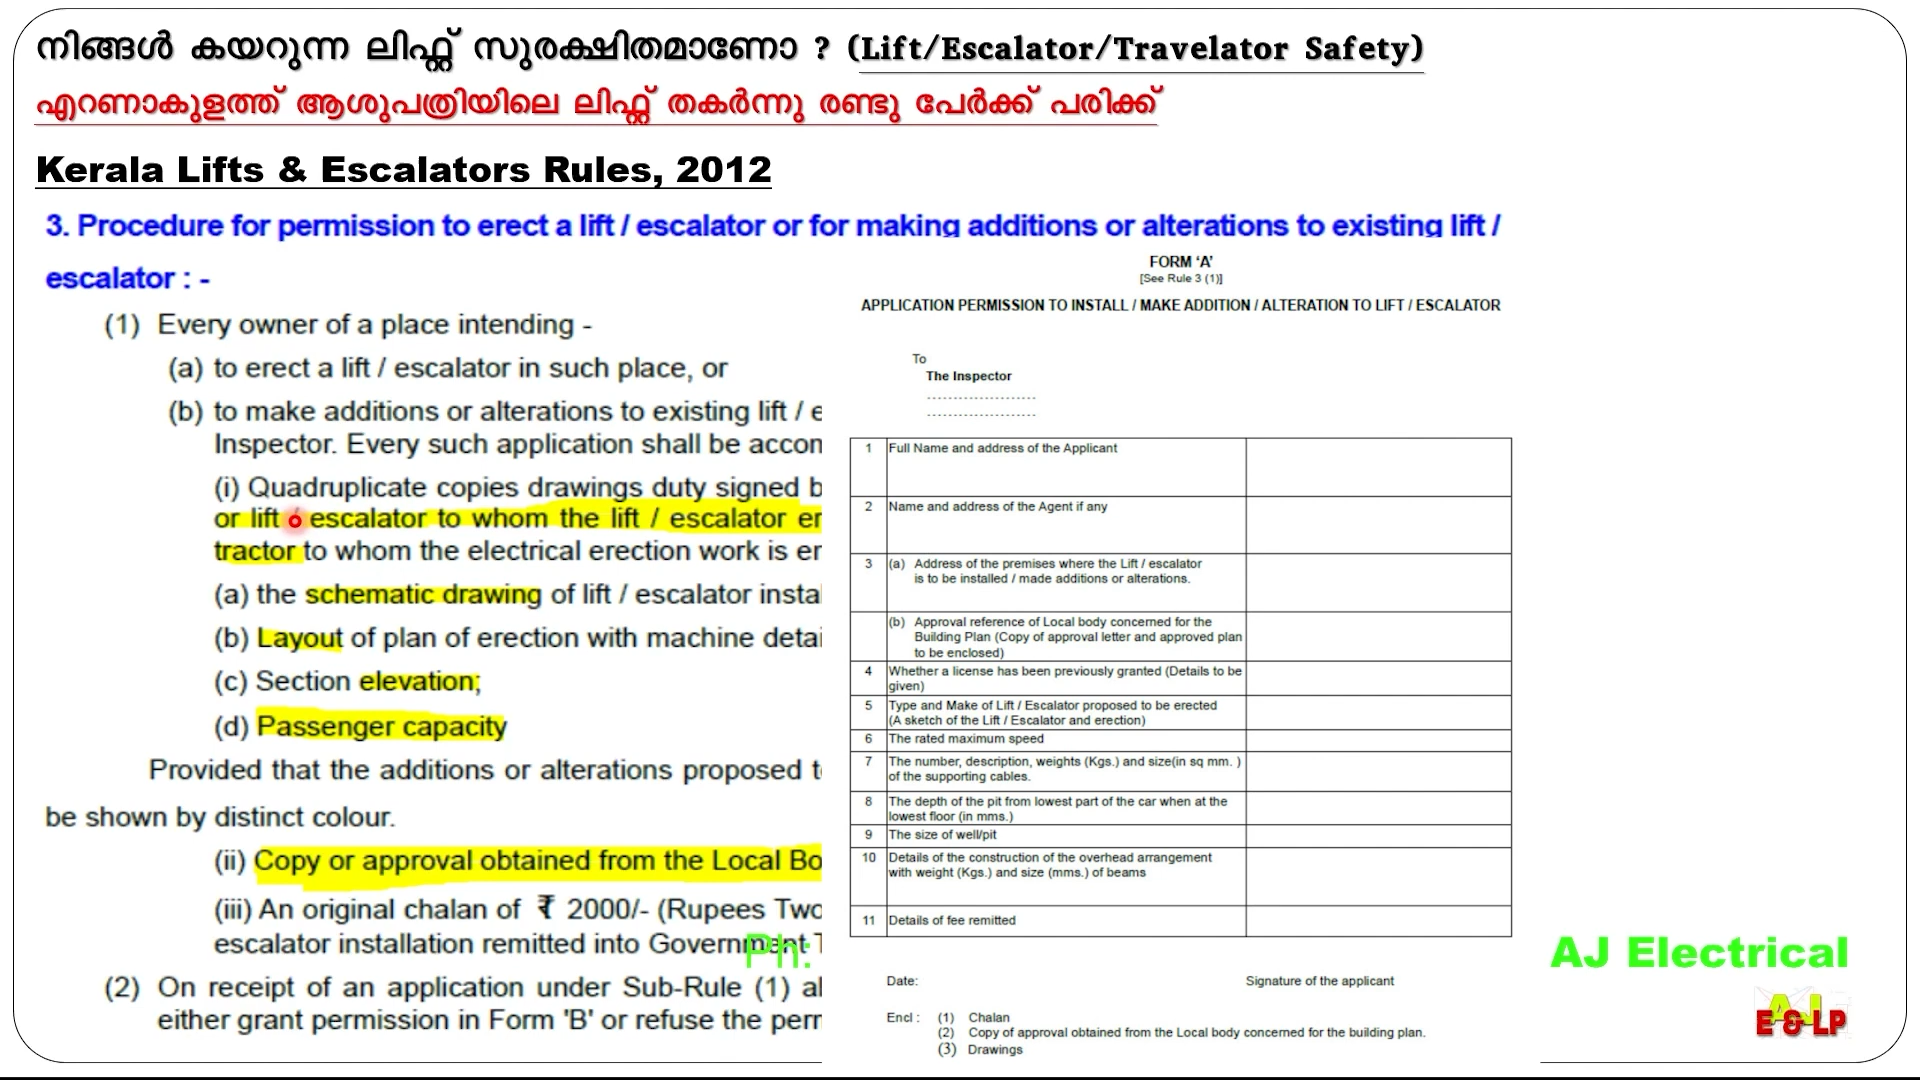 നിങ്ങൾ കയറുന്ന ലിഫ്റ്റ് സുരക്ഷിതമാണോ ? (Lift/Escalator/Travelator Safety)
എറണാകുളത്ത് ആശുപത്രിയിലെ ലിഫ്റ്റ് തകർന്നു രണ്ടു പേർക്ക് പരിക്ക്
Kerala Lifts & Escalators Rules, 2012
3. Procedure for permission to erect a lift / escalator or for making additions or alterations to existing lift /
escalator : -
(1) Every owner of a place intending -
(a) to erect a lift / escalator in such place, or
(b) to make additions or alterations to existing lift / e
Inspector. Every such application shall be accon
(i) Quadruplicate copies drawings duty signed b
or lift / escalator to whom the lift / escalator er
tractor to whom the electrical erection work is er
(a) the schematic drawing of lift / escalator insta
(b) Layout of plan of erection with machine detai
(c) Section elevation;
(d) Passenger capacity
Provided that the additions or alterations proposed t
be shown by distinct colour.
(ii) Copy or approval obtained from the Local Bo
(iii) An original chalan of ₹ 2000/- (Rupees Two
escalator installation remitted into Government T
(2) On receipt of an application under Sub-Rule (1) al
either grant permission in Form 'B' or refuse the perm
Ph:
FORM ‘A’
[See Rule 3 (1)]
APPLICATION PERMISSION TO INSTALL / MAKE ADDITION / ALTERATION TO LIFT / ESCALATOR
To
The Inspector
1 Full Name and address of the Applicant
2 Name and address of the Agent if any
3 (a) Address of the premises where the Lift / escalator
is to be installed / made additions or alterations.
(b) Approval reference of Local body concerned for the
Building Plan (Copy of approval letter and approved plan
to be enclosed)
4 Whether a license has been previously granted (Details to be
given)
5 Type and Make of Lift / Escalator proposed to be erected
(A sketch of the Lift / Escalator and erection)
6 The rated maximum speed
7 The number, description, weights (Kgs.) and size(in sq mm. )
of the supporting cables.
8 The depth of the pit from lowest part of the car when at the
lowest floor (in mms.)
9 The size of well/pit
10 Details of the construction of the overhead arrangement
with weight (Kgs.) and size (mms.) of beams
11 Details of fee remitted
Date: Signature of the applicant
Encl : (1) Chalan
(2) Copy of approval obtained from the Local body concerned for the building plan.
(3) Drawings
AJ Electrical
AJ
E & LP